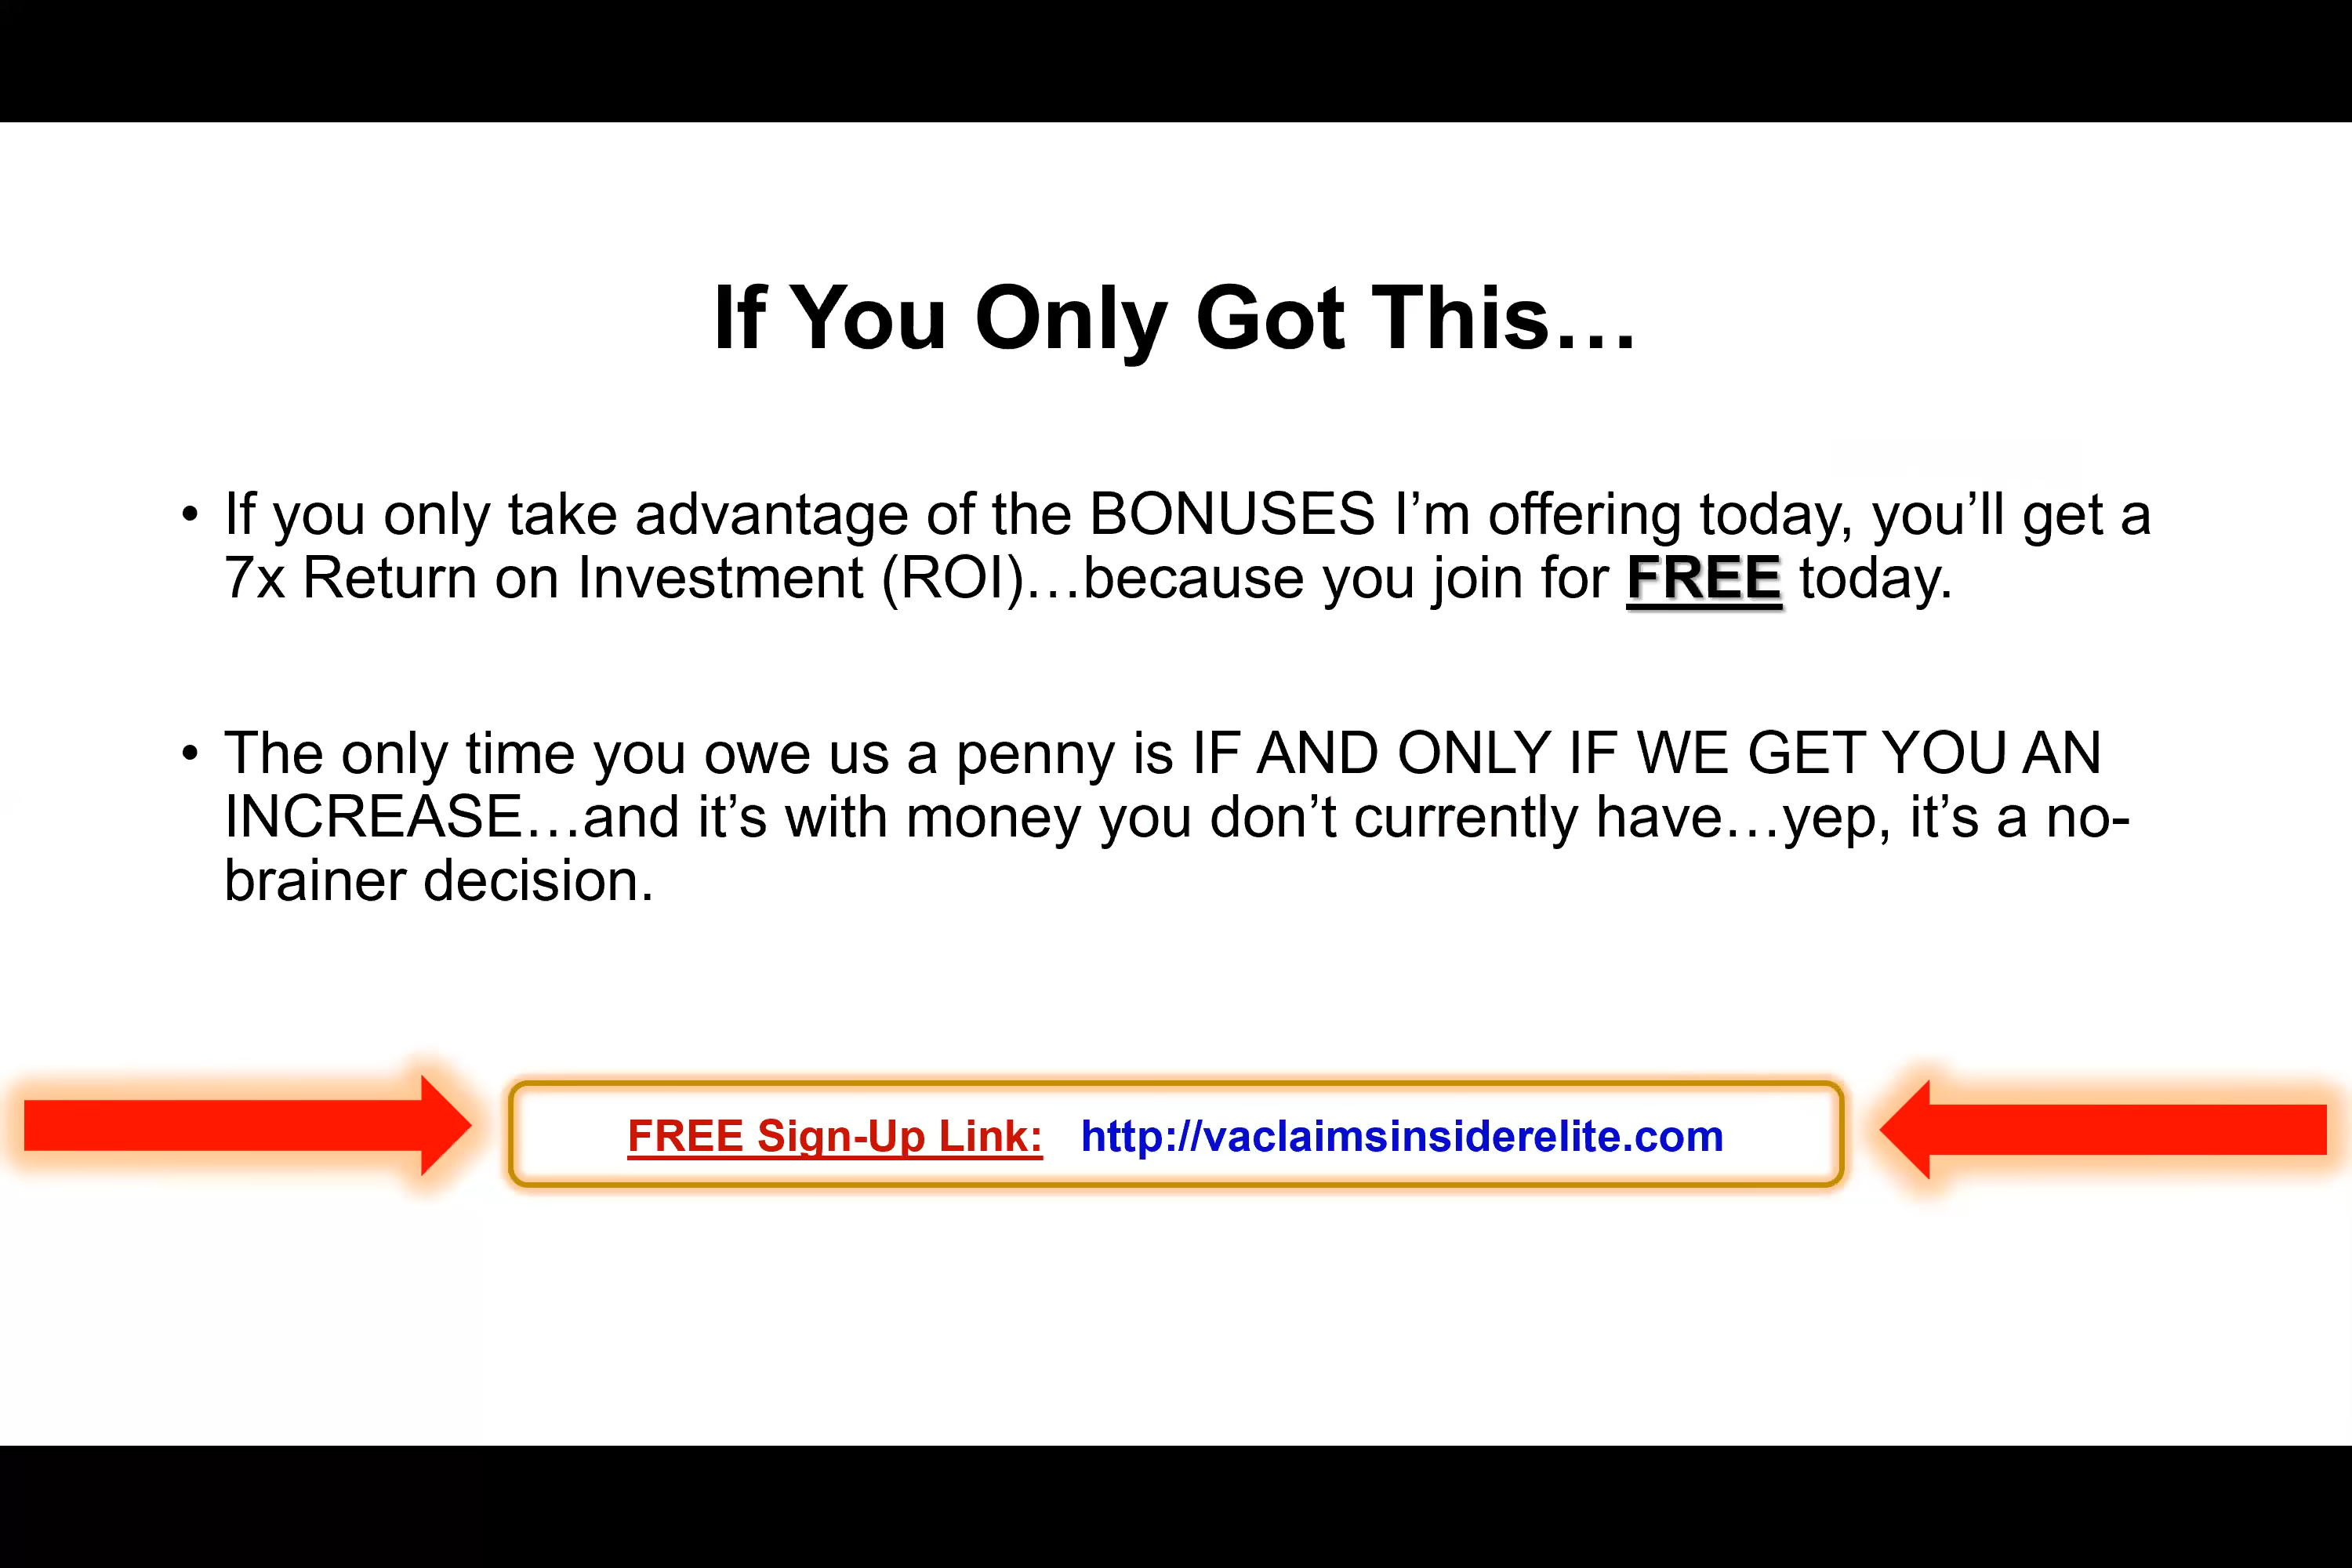 If You Only Got This…
• If you only take advantage of the BONUSES I’m offering today, you’ll get a
7x Return on Investment (ROI)…because you join for FREE today.
• The only time you owe us a penny is IF AND ONLY IF WE GET YOU AN
INCREASE…and it’s with money you don’t currently have…yep, it’s a no-
brainer decision.
FREE Sign-Up Link: http://vaclaimsinsiderelite.com